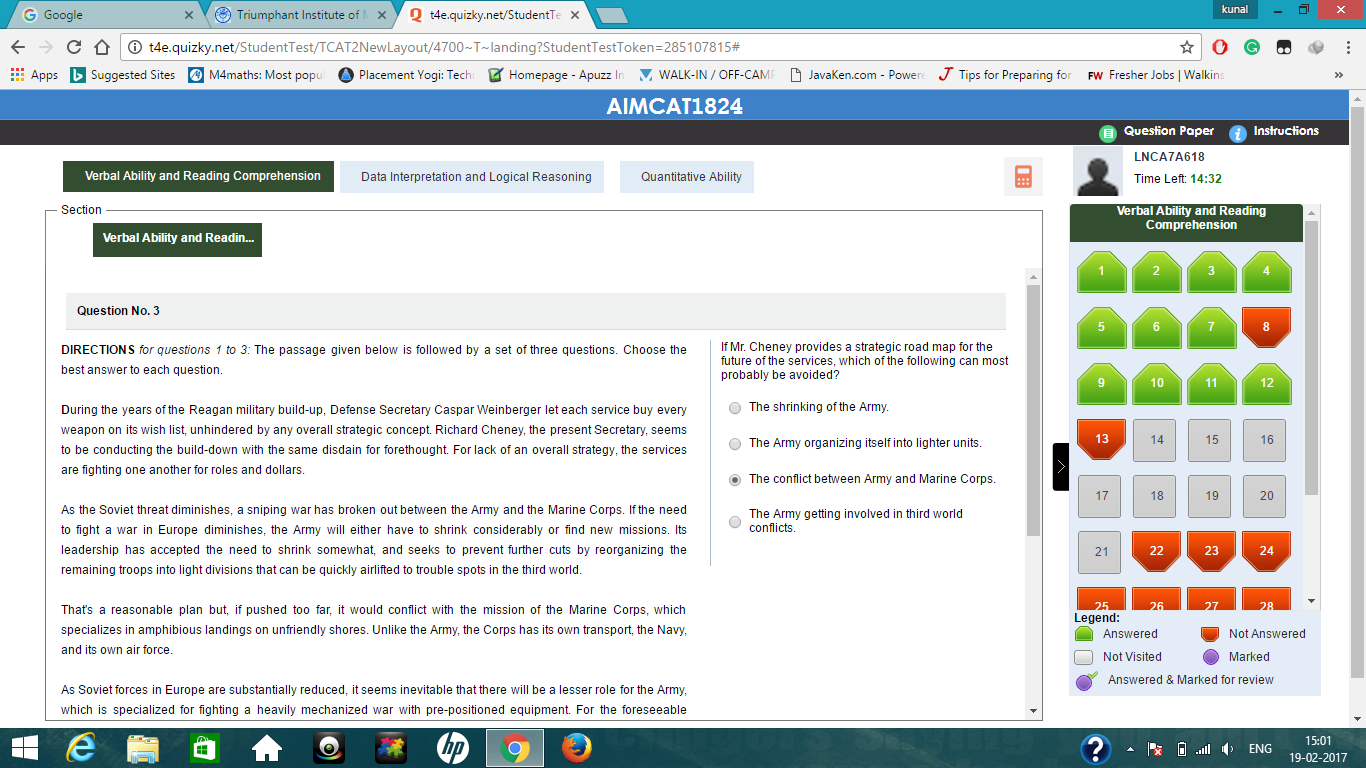 kunal
Google
Triumphant Institute of M
t4e.quizky.net/StudentTe
t4e.quizky.net/StudentTest/TCAT2NewLayout/4700~T~landing?StudentTestToken=285107815#
Apps
Suggested Sites
M4maths: Most popul
Placement Yogi: Tech
Homepage - Apuzz In
WALK-IN / OFF-CAMP
JavaKen.com - Powere
Tips for Preparing for
FW Fresher Jobs | Walkins
»
AIMCAT1824
Question Paper
Instructions
Verbal Ability and Reading Comprehension
Data Interpretation and Logical Reasoning
Quantitative Ability
LNCA7A618
Time Left: 14:32
Section
Verbal Ability and Readin...
Question No. 3
DIRECTIONS for questions 1 to 3: The passage given below is followed by a set of three questions. Choose the
best answer to each question.
During the years of the Reagan military build-up, Defense Secretary Caspar Weinberger let each service buy every
weapon on its wish list, unhindered by any overall strategic concept. Richard Cheney, the present Secretary, seems
to be conducting the build-down with the same disdain for forethought. For lack of an overall strategy, the services
are fighting one another for roles and dollars.
As the Soviet threat diminishes, a sniping war has broken out between the Army and the Marine Corps. If the need
to fight a war in Europe diminishes, the Army will either have to shrink considerably or find new missions. Its
leadership has accepted the need to shrink somewhat, and seeks to prevent further cuts by reorganizing the
remaining troops into light divisions that can be quickly airlifted to trouble spots in the third world.
That's a reasonable plan but, if pushed too far, it would conflict with the mission of the Marine Corps, which
specializes in amphibious landings on unfriendly shores. Unlike the Army, the Corps has its own transport, the Navy,
and its own air force.
As Soviet forces in Europe are substantially reduced, it seems inevitable that there will be a lesser role for the Army,
which is specialized for fighting a heavily mechanized war with pre-positioned equipment. For the foreseeable
If Mr. Cheney provides a strategic road map for the
future of the services, which of the following can most
probably be avoided?
The shrinking of the Army.
The Army organizing itself into lighter units.
The conflict between Army and Marine Corps.
The Army getting involved in third world
conflicts.
Verbal Ability and Reading
Comprehension
1 2 3 4
5 6 7 8
9 10 11 12
13 14 15 16
17 18 19 20
21 22 23 24
25 26 27 28
Legend:
Answered
Not Answered
Not Visited
Marked
Answered & Marked for review
hp
?
ENG
15:01
19-02-2017